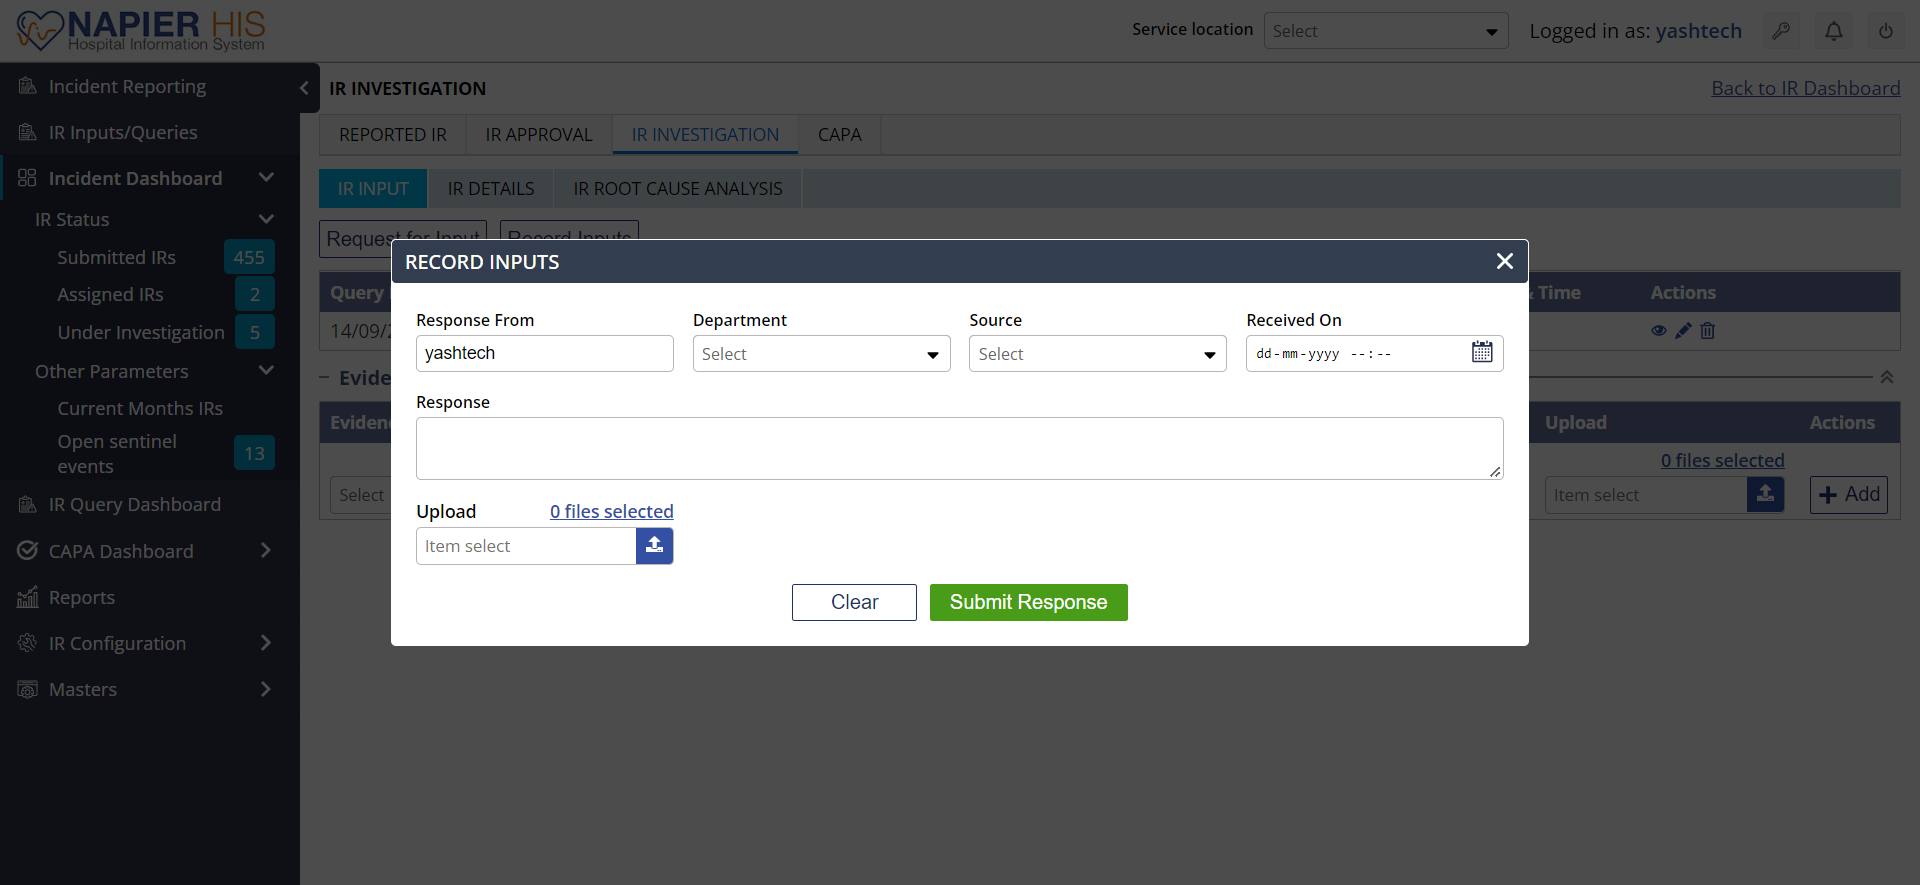 NAPIER HIS
Hospital Information System
Service location
Select
Logged in as: yashtech
Incident Reporting
IR Inputs/Queries
Incident Dashboard
IR Status
Submitted IRs 455
Assigned IRs 2
Under Investigation 5
Other Parameters
Current Months IRs
Open sentinel
events
13
IR Query Dashboard
CAPA Dashboard
Reports
IR Configuration
Masters
IR INVESTIGATION
Back to IR Dashboard
REPORTED IR
IR APPROVAL
IR INVESTIGATION
CAPA
IR INPUT
IR DETAILS
IR ROOT CAUSE ANALYSIS
Request for Input
Record Inputs
Query
Time
Actions
14/09/
Upload
Actions
0 files selected
Select
Item select
Add
RECORD INPUTS
Response From
Department
Source
Received On
yashtech
Select
Select
dd-mm-yyyy --:--
Response
Upload
0 files selected
Item select
Clear
Submit Response